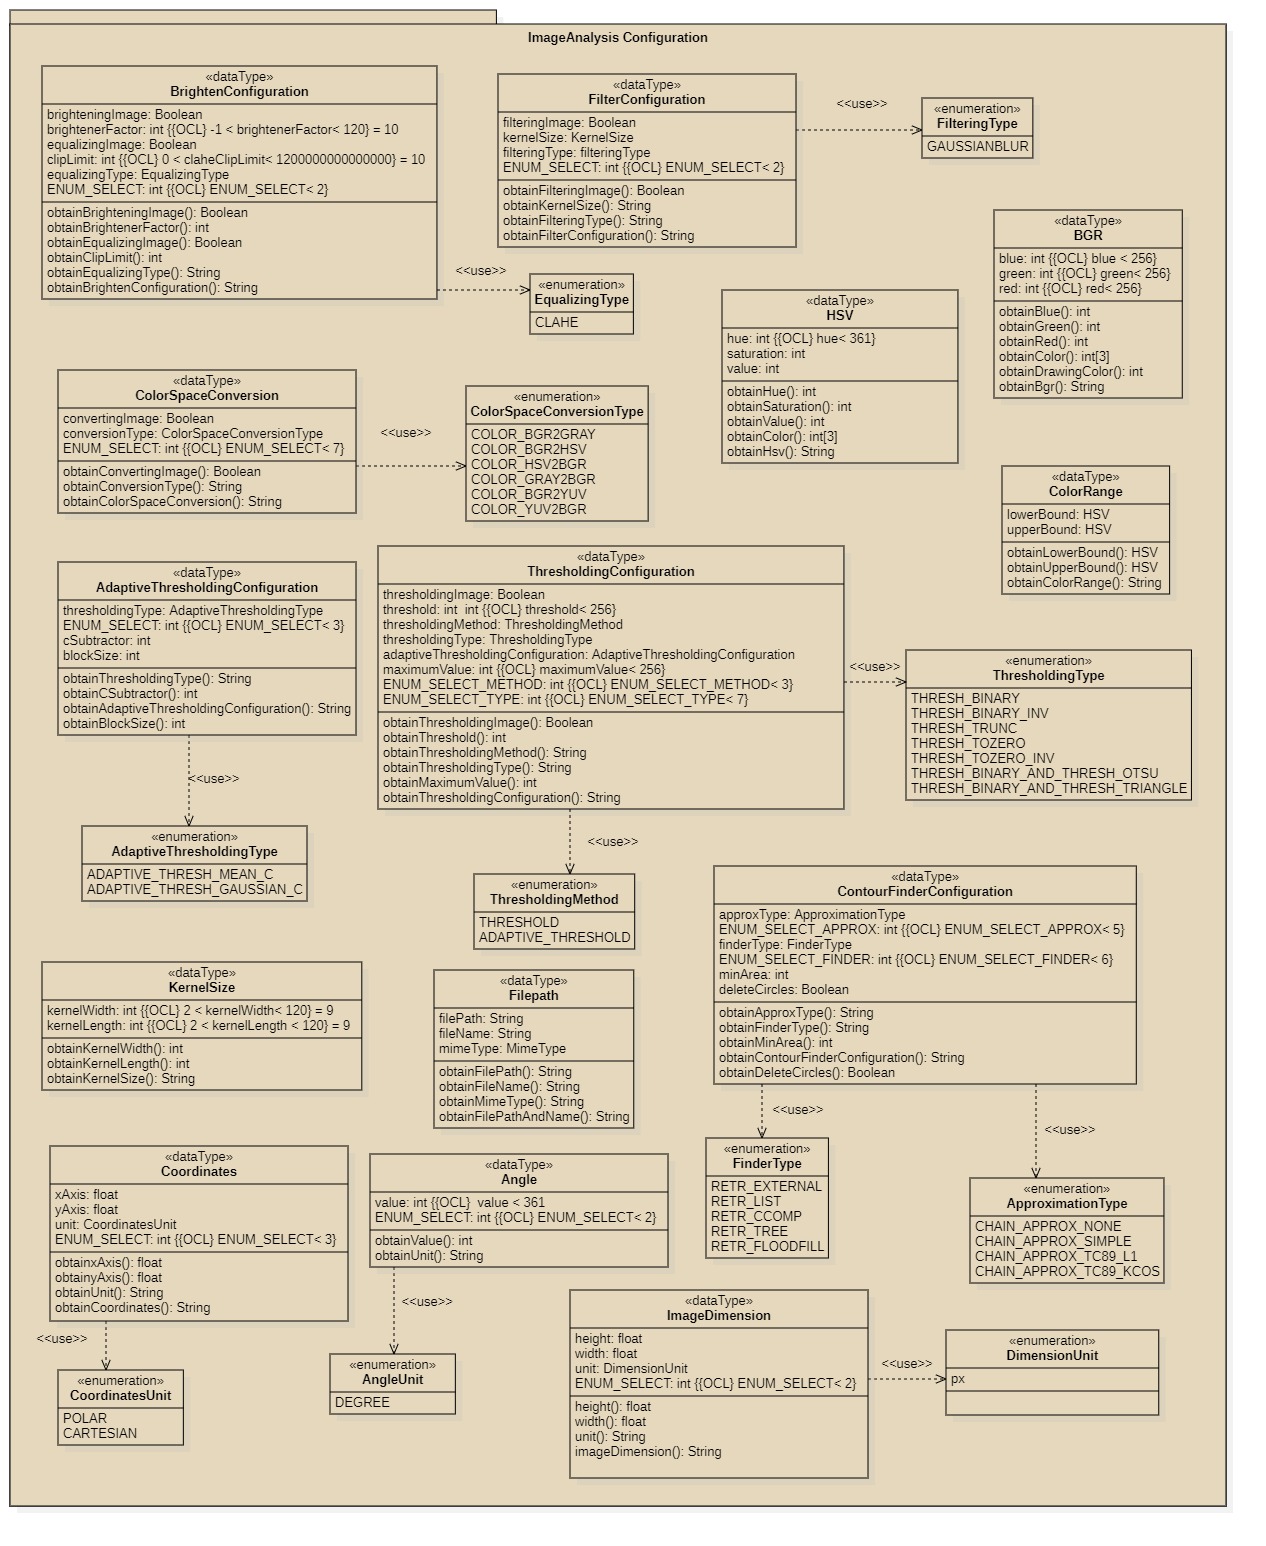 ImageAnalysis Configuration
«dataType»
BrightenConfiguration
brighteningImage: Boolean
brightenerFactor: int {{OCL} -1 < brightenerFactor< 120} = 10
equalizingImage: Boolean
clipLimit: int {{OCL} 0 < claheClipLimit< 1200000000000000} = 10
equalizingType: EqualizingType
ENUM_SELECT: int {{OCL} ENUM_SELECT< 2}
obtainBrighteningImage(): Boolean
obtainBrightenerFactor(): int
obtainEqualizingImage(): Boolean
obtainClipLimit(): int
obtainEqualizingType(): String
obtainBrightenConfiguration(): String
«dataType»
FilterConfiguration
filteringImage: Boolean
kernelSize: KernelSize
filteringType: filteringType
ENUM_SELECT: int {{OCL} ENUM_SELECT< 2}
obtainFilteringImage(): Boolean
obtainKernelSize(): String
obtainFilteringType(): String
obtainFilterConfiguration(): String
<<use>>
«enumeration»
FilteringType
GAUSSIANBLUR
<<use>>
«enumeration»
EqualizingType
CLAHE
«dataType»
BGR
blue: int {{OCL} blue < 256}
green: int {{OCL} green< 256}
red: int {{OCL} red< 256}
obtainBlue(): int
obtainGreen(): int
obtainRed(): int
obtainColor(): int[3]
obtainDrawingColor(): int
obtainBgr(): String
«dataType»
HSV
hue: int {{OCL} hue< 361}
saturation: int
value: int
obtainHue(): int
obtainSaturation(): int
obtainValue(): int
obtainColor(): int[3]
obtainHsv(): String
«dataType»
ColorSpaceConversion
convertingImage: Boolean
conversionType: ColorSpaceConversionType
ENUM_SELECT: int {{OCL} ENUM_SELECT< 7}
obtainConvertingImage(): Boolean
obtainConversionType(): String
obtainColorSpaceConversion(): String
<<use>>
«enumeration»
ColorSpaceConversionType
COLOR_BGR2GRAY
COLOR_BGR2HSV
COLOR_HSV2BGR
COLOR_GRAY2BGR
COLOR_BGR2YUV
COLOR_YUV2BGR
«dataType»
ColorRange
lowerBound: HSV
upperBound: HSV
obtainLowerBound(): HSV
obtainUpperBound(): HSV
obtainColorRange(): String
«dataType»
AdaptiveThresholdingConfiguration
thresholdingType: AdaptiveThresholdingType
ENUM_SELECT: int {{OCL} ENUM_SELECT< 3}
cSubtractor: int
blockSize: int
obtainThresholdingType(): String
obtainCSubtractor(): int
obtainAdaptiveThresholdingConfiguration(): String
obtainBlockSize(): int
«dataType»
ThresholdingConfiguration
thresholdingImage: Boolean
threshold: int  int {{OCL} threshold< 256}
thresholdingMethod: ThresholdingMethod
thresholdingType: ThresholdingType
adaptiveThresholdingConfiguration: AdaptiveThresholdingConfiguration
maximumValue: int {{OCL} maximumValue< 256}
ENUM_SELECT_METHOD: int {{OCL} ENUM_SELECT_METHOD< 3}
ENUM_SELECT_TYPE: int {{OCL} ENUM_SELECT_TYPE< 7}
obtainThresholdingImage(): Boolean
obtainThreshold(): int
obtainThresholdingMethod(): String
obtainThresholdingType(): String
obtainMaximumValue(): int
obtainThresholdingConfiguration(): String
<<use>>
«enumeration»
ThresholdingType
THRESH_BINARY
THRESH_BINARY_INV
THRESH_TRUNC
THRESH_TOZERO
THRESH_TOZERO_INV
THRESH_BINARY_AND_THRESH_OTSU
THRESH_BINARY_AND_THRESH_TRIANGLE
<<use>>
«enumeration»
AdaptiveThresholdingType
ADAPTIVE_THRESH_MEAN_C
ADAPTIVE_THRESH_GAUSSIAN_C
<<use>>
«enumeration»
ThresholdingMethod
THRESHOLD
ADAPTIVE_THRESHOLD
«dataType»
ContourFinderConfiguration
approxType: ApproximationType
ENUM_SELECT_APPROX: int {{OCL} ENUM_SELECT_APPROX< 5}
finderType: FinderType
ENUM_SELECT_FINDER: int {{OCL} ENUM_SELECT_FINDER< 6}
minArea: int
deleteCircles: Boolean
obtainApproxType(): String
obtainFinderType(): String
obtainMinArea(): int
obtainContourFinderConfiguration(): String
obtainDeleteCircles(): Boolean
«dataType»
KernelSize
kernelWidth: int {{OCL} 2 < kernelWidth< 120} = 9
kernelLength: int {{OCL} 2 < kernelLength < 120} = 9
obtainKernelWidth(): int
obtainKernelLength(): int
obtainKernelSize(): String
«dataType»
Filepath
filePath: String
fileName: String
mimeType: MimeType
obtainFilePath(): String
obtainFileName(): String
obtainMimeType(): String
obtainFilePathAndName(): String
<<use>>
«enumeration»
FinderType
RETR_EXTERNAL
RETR_LIST
RETR_CCOMP
RETR_TREE
RETR_FLOODFILL
<<use>>
«enumeration»
ApproximationType
CHAIN_APPROX_NONE
CHAIN_APPROX_SIMPLE
CHAIN_APPROX_TC89_L1
CHAIN_APPROX_TC89_KCOS
«dataType»
Coordinates
xAxis: float
yAxis: float
unit: CoordinatesUnit
ENUM_SELECT: int {{OCL} ENUM_SELECT< 3}
obtainxAxis(): float
obtainyAxis(): float
obtainUnit(): String
obtainCoordinates(): String
<<use>>
«enumeration»
CoordinatesUnit
POLAR
CARTESIAN
«dataType»
Angle
value: int {{OCL}  value < 361
ENUM_SELECT: int {{OCL} ENUM_SELECT< 2}
obtainValue(): int
obtainUnit(): String
<<use>>
«enumeration»
AngleUnit
DEGREE
«dataType»
ImageDimension
height: float
width: float
unit: DimensionUnit
ENUM_SELECT: int {{OCL} ENUM_SELECT< 2}
height(): float
width(): float
unit(): String
imageDimension(): String
<<use>>
«enumeration»
DimensionUnit
px